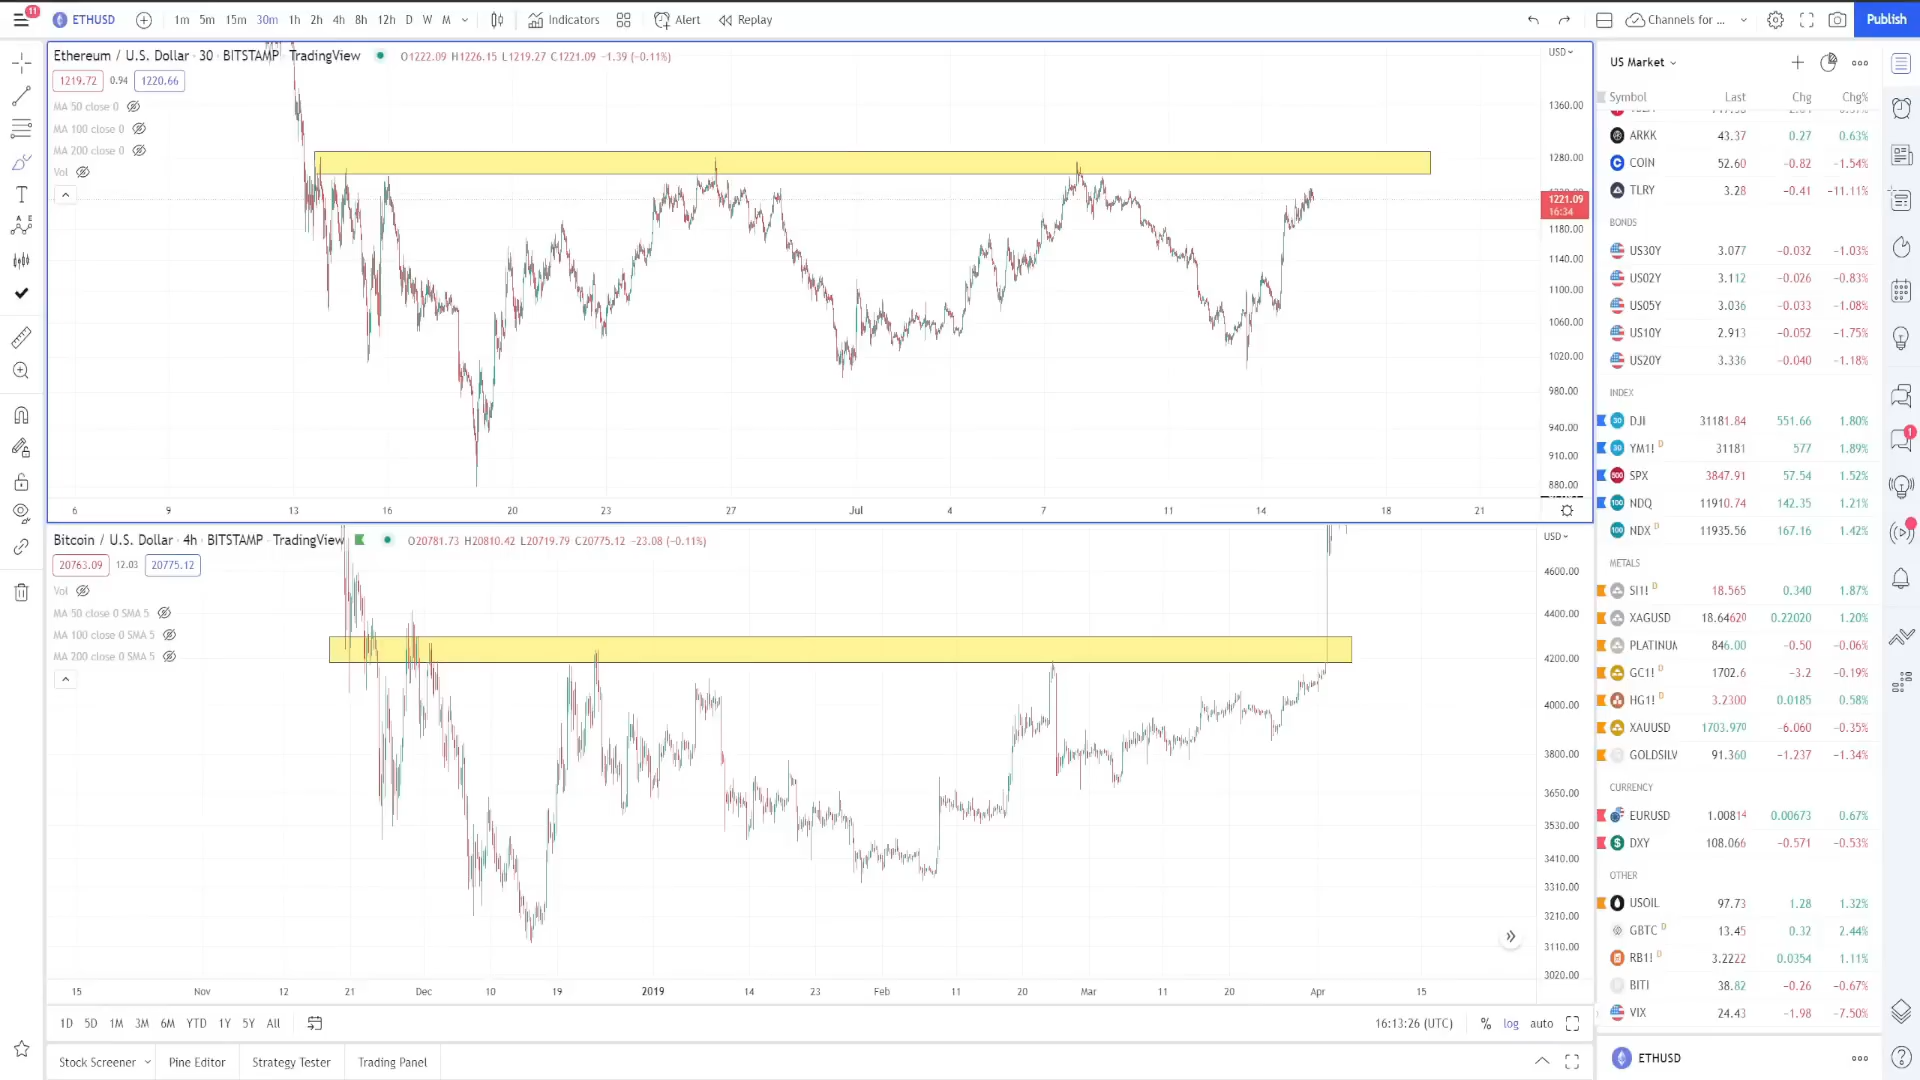 11
ETHUSD
1m 5m 15m 30m 1h 2h 4h 8h 12h D W M
Indicators
Alert
Replay
Channels for ...
Publish
Ethereum / U.S. Dollar · 30 · BITSTAMP · TradingView
O1222.09 H1226.15 L1219.27 C1221.09 −1.39 (−0.11%)
1219.72 0.94 1220.66
MA 50 close 0
MA 100 close 0
MA 200 close 0
Vol
USD
1360.00
1280.00
1221.09
16:34
1180.00
1140.00
1100.00
1060.00
1020.00
980.00
940.00
910.00
880.00
6 9 13 16 20 23 27 Jul 4 7 11 14 18 21
Bitcoin / U.S. Dollar · 4h · BITSTAMP · TradingView
O20781.73 H20810.42 L20719.79 C20775.12 −23.08 (−0.11%)
20763.09 12.03 20775.12
Vol
MA 50 close 0 SMA 5
MA 100 close 0 SMA 5
MA 200 close 0 SMA 5
USD
4600.00
4400.00
4200.00
4000.00
3800.00
3650.00
3530.00
3410.00
3310.00
3210.00
3110.00
3020.00
15 Nov 12 21 Dec 10 19 2019 14 23 Feb 11 20 Mar 11 20 Apr 15
1D 5D 1M 3M 6M YTD 1Y 5Y All
16:13:26 (UTC) % log auto
Stock Screener Pine Editor Strategy Tester Trading Panel
US Market
Symbol Last Chg Chg%
ARKK 43.37 0.27 0.63%
COIN 52.60 −0.82 −1.54%
TLRY 3.28 −0.41 −11.11%
BONDS
US30Y 3.077 −0.032 −1.03%
US02Y 3.112 −0.026 −0.83%
US05Y 3.036 −0.033 −1.08%
US10Y 2.913 −0.052 −1.75%
US20Y 3.336 −0.040 −1.18%
INDEX
30 DJI 31181.84 551.66 1.80%
30 YM1! D 31181 577 1.89%
500 SPX 3847.91 57.54 1.52%
100 NDQ 11910.74 142.35 1.21%
100 NDX D 11935.56 167.16 1.42%
METALS
SI1! D 18.565 0.340 1.87%
XAGUSD 18.64620 0.22020 1.20%
PLATINUM 846.00 −0.50 −0.06%
GC1! D 1702.6 −3.2 −0.19%
HG1! D 3.2300 0.0185 0.58%
XAUUSD 1703.970 −6.060 −0.35%
GOLDSILV 91.360 −1.237 −1.34%
CURRENCY
EURUSD 1.00814 0.00673 0.67%
DXY 108.066 −0.571 −0.53%
OTHER
USOIL 97.73 1.28 1.32%
GBTC D 13.45 0.32 2.44%
RB1! D 3.2222 0.0354 1.11%
BITI 38.82 −0.26 −0.67%
VIX 24.43 −1.98 −7.50%
ETHUSD
1